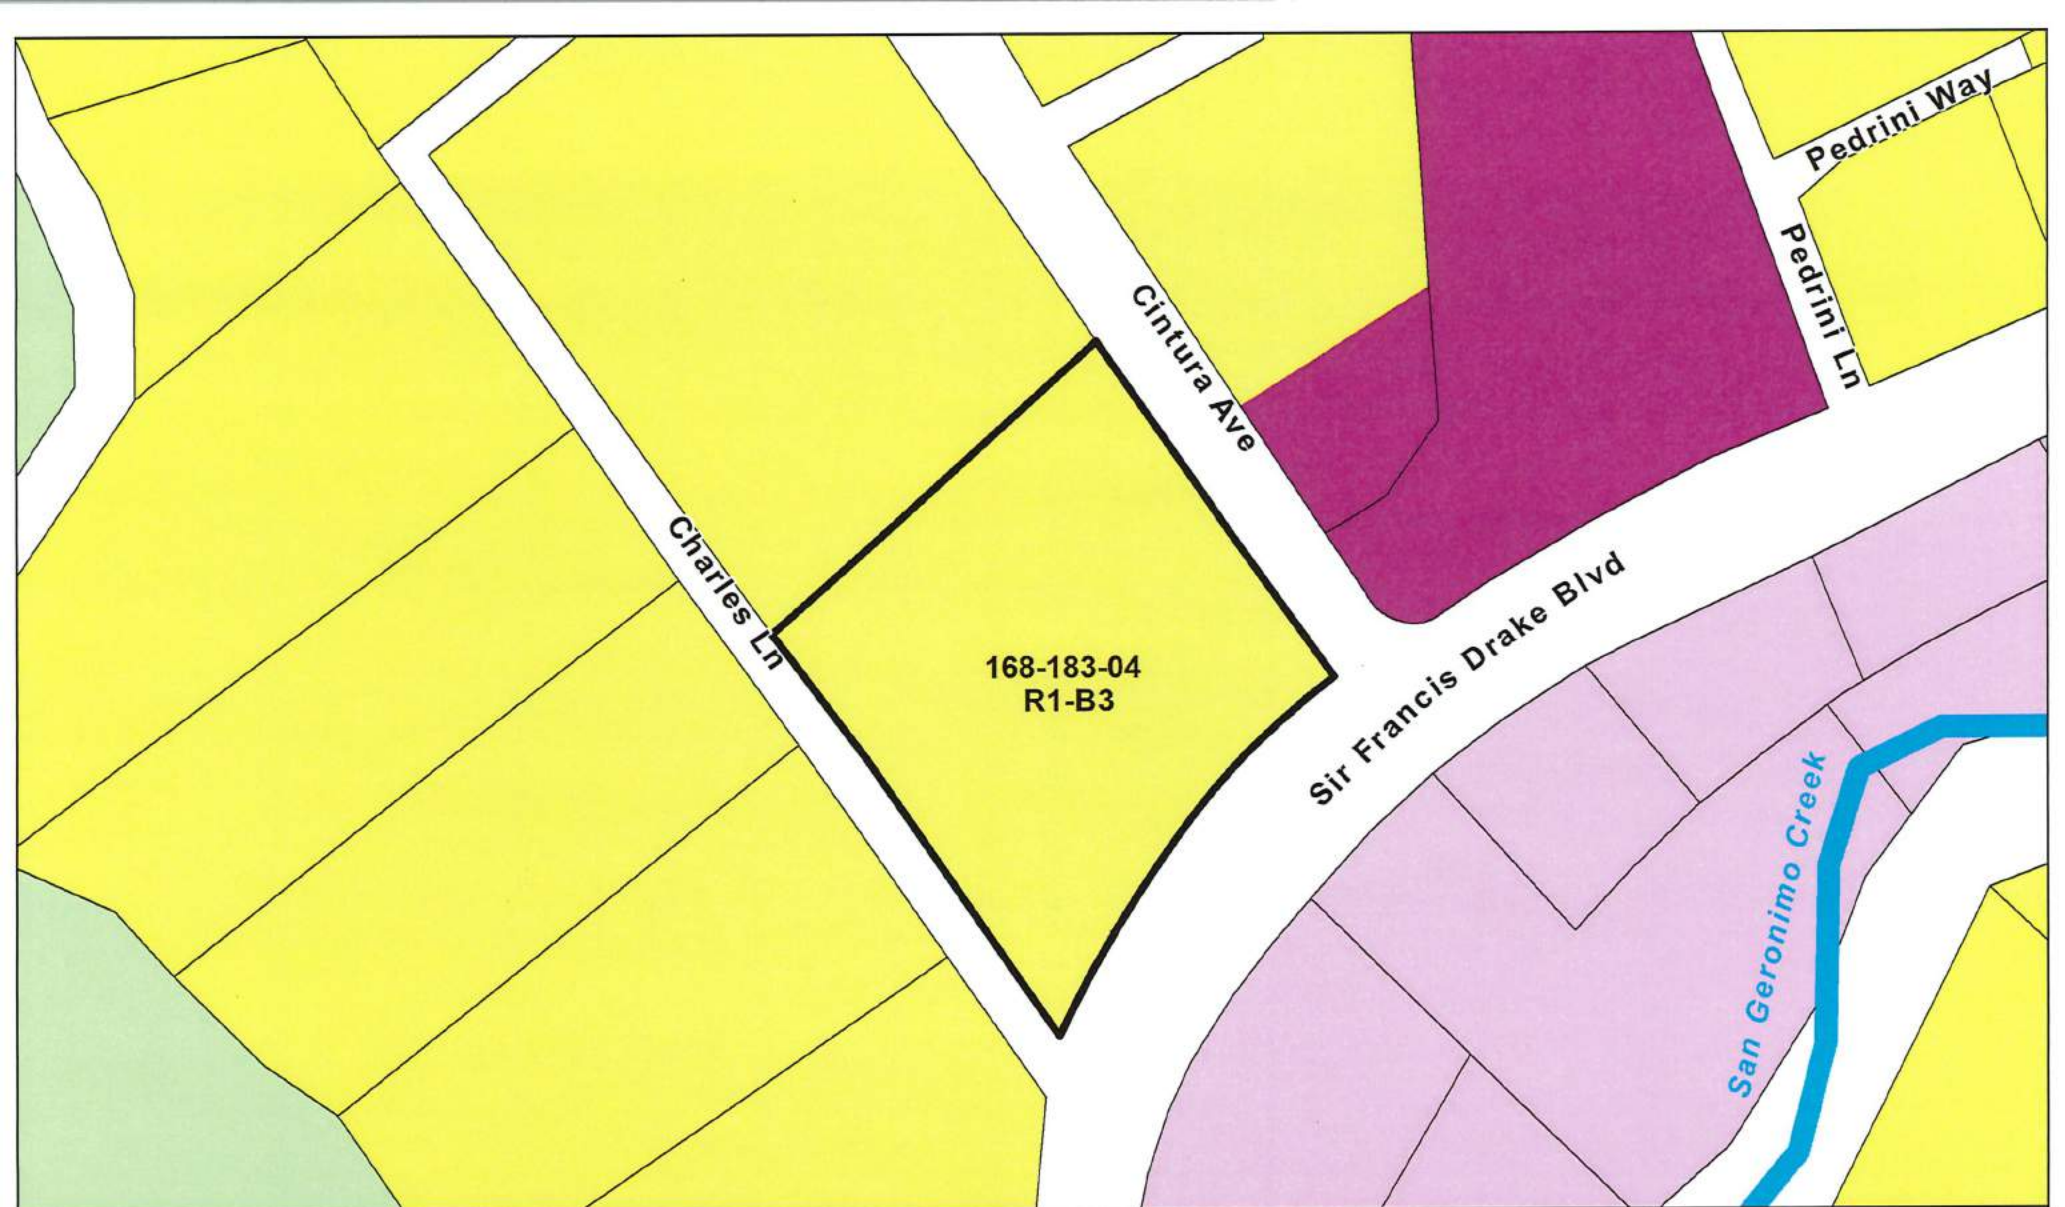 Pedrini Way
Pedrini Ln
Cintura Ave
Charles Ln
168-183-04
R1-B3
Sir Francis Drake Blvd
San Geronimo Creek